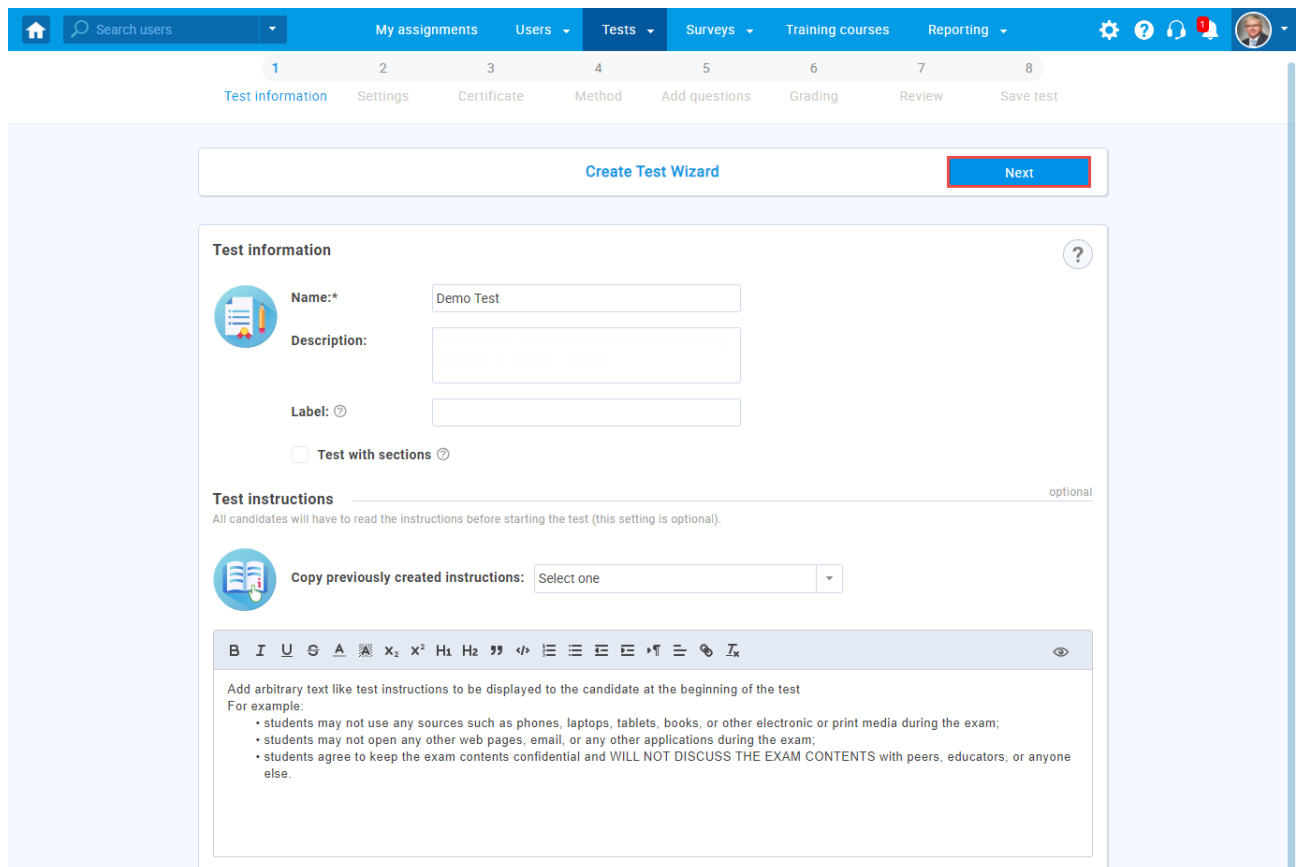 Search users
My assignments Users Tests Surveys Training courses Reporting 1
1 2 3 4 5 6 7 8
Test information Settings Certificate Method Add questions Grading Review Save test
Create Test Wizard Next
Test information ?
Name:* Demo Test
Description:
Label: ?
Test with sections ?
Test instructions optional
All candidates will have to read the instructions before starting the test (this setting is optional).
Copy previously created instructions: Select one
B I U S A A X₂ X² H1 H2 " </> ¶ Tx
Add arbitrary text like test instructions to be displayed to the candidate at the beginning of the test
For example:
• students may not use any sources such as phones, laptops, tablets, books, or other electronic or print media during the exam;
• students may not open any other web pages, email, or any other applications during the exam;
• students agree to keep the exam contents confidential and WILL NOT DISCUSS THE EXAM CONTENTS with peers, educators, or anyone
else.